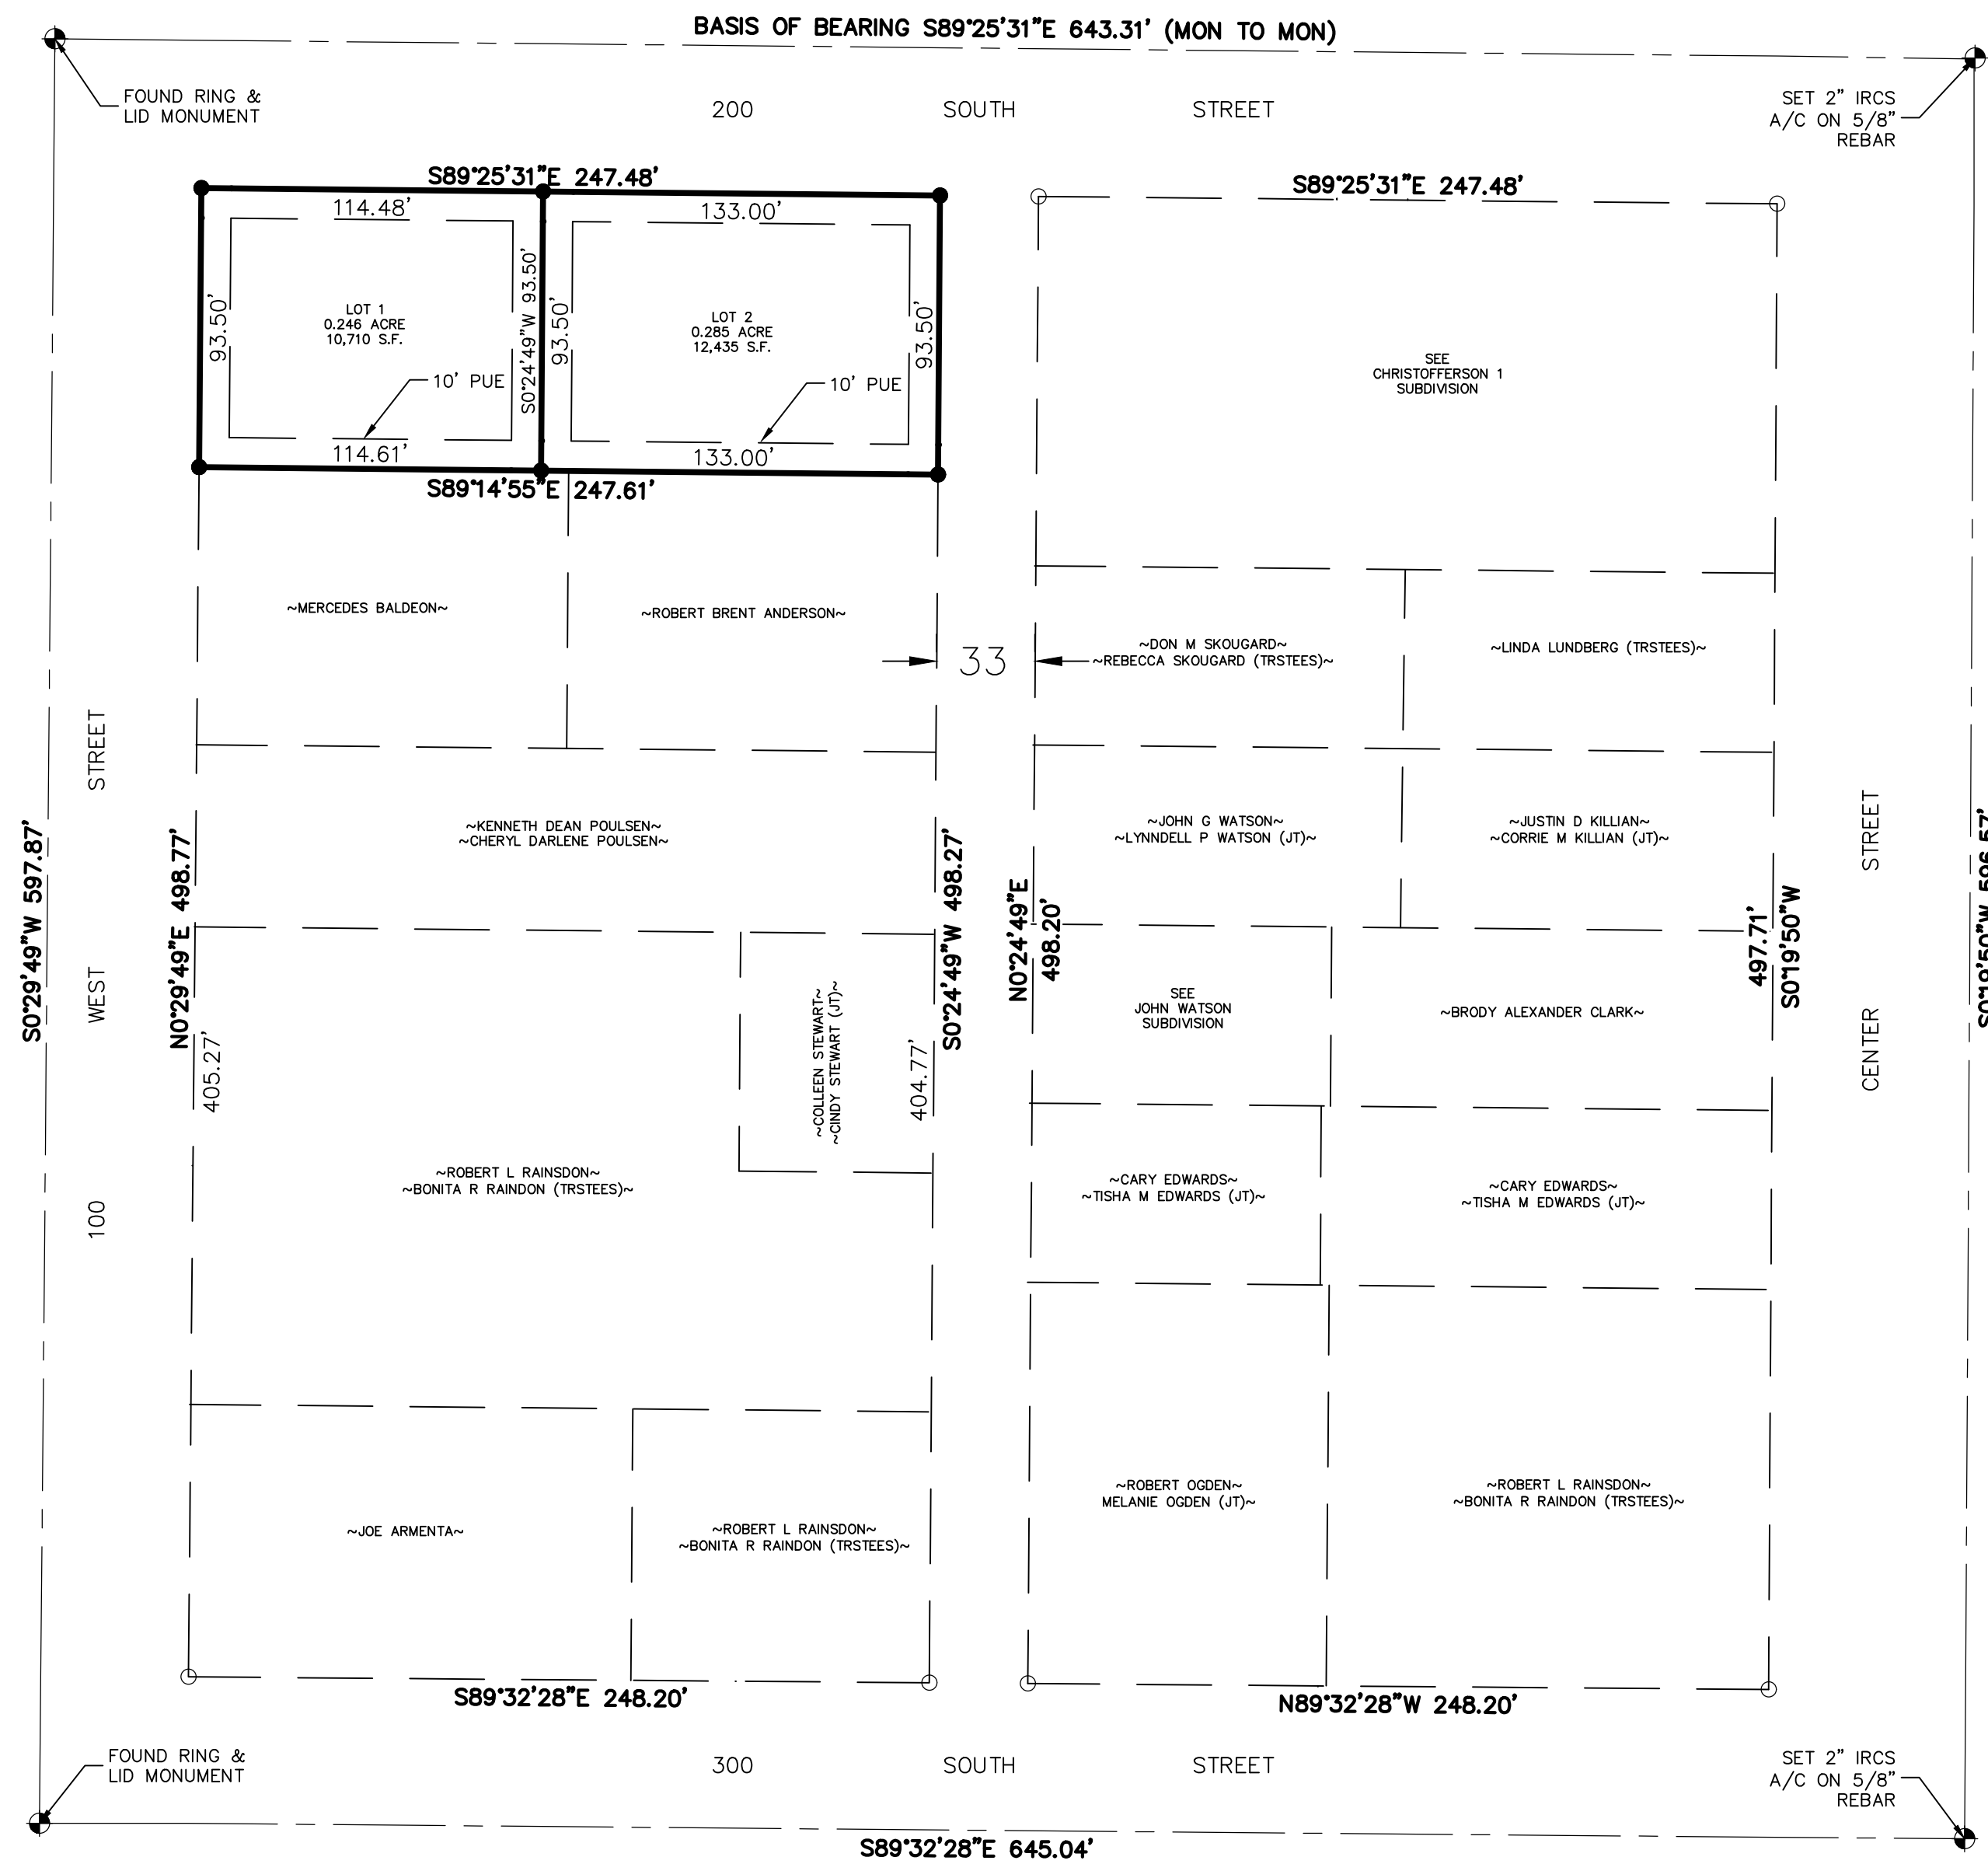 BASIS OF BEARING S89°25'31"E 643.31' (MON TO MON)
FOUND RING &
LID MONUMENT
200 SOUTH STREET
SET 2" IRCS
A/C ON 5/8"
REBAR
S89°25'31"E 247.48'
S89°25'31"E 247.48'
114.48'
133.00'
93.50'
LOT 1
0.246 ACRE
10,710 S.F.
S0°24'49"W 93.50'
93.50'
LOT 2
0.285 ACRE
12,435 S.F.
93.50'
10' PUE
10' PUE
114.61'
133.00'
S89°14'55"E 247.61'
SEE
CHRISTOFFERSON 1
SUBDIVISION
~MERCEDES BALDEON~
~ROBERT BRENT ANDERSON~
33
~DON M SKOUGARD~
~REBECCA SKOUGARD (TRSTEES)~
~LINDA LUNDBERG (TRSTEES)~
~KENNETH DEAN POULSEN~
~CHERYL DARLENE POULSEN~
~JOHN G WATSON~
~LYNNDELL P WATSON (JT)~
~JUSTIN D KILLIAN~
~CORRIE M KILLIAN (JT)~
S0°29'49"W 597.87'
100 WEST STREET
N0°29'49"E 498.77'
405.27'
S0°24'49"W 498.27'
404.77'
N0°24'49"E
498.20'
497.71'
S0°19'50"W
CENTER STREET
S0°19'50"W 596.57'
~COLLEEN STEWART~
~CINDY STEWART (JT)~
SEE
JOHN WATSON
SUBDIVISION
~BRODY ALEXANDER CLARK~
~ROBERT L RAINSDON~
~BONITA R RAINDON (TRSTEES)~
~CARY EDWARDS~
~TISHA M EDWARDS (JT)~
~CARY EDWARDS~
~TISHA M EDWARDS (JT)~
~JOE ARMENTA~
~ROBERT L RAINSDON~
~BONITA R RAINDON (TRSTEES)~
~ROBERT OGDEN~
MELANIE OGDEN (JT)~
~ROBERT L RAINSDON~
~BONITA R RAINDON (TRSTEES)~
S89°32'28"E 248.20'
N89°32'28"W 248.20'
FOUND RING &
LID MONUMENT
300 SOUTH STREET
SET 2" IRCS
A/C ON 5/8"
REBAR
S89°32'28"E 645.04'